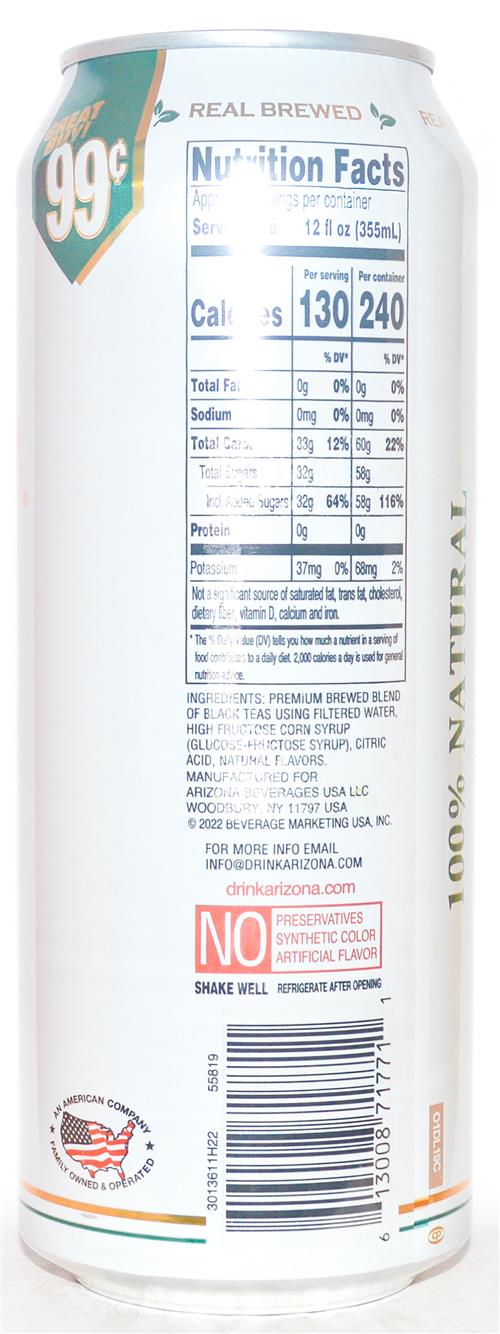 GREAT
BUY!
99¢
REAL BREWED
Nutrition Facts
per container
12 fl oz (355mL)
Per serving Per container
Calories 130 240
% DV* % DV*
Total Fat 0g 0% 0g 0%
Sodium 0mg 0% 0mg 0%
Total Carb. 33g 12% 60g 22%
Total Sugars 32g 58g
Incl. Added Sugars 32g 64% 58g 116%
Protein 0g 0g
Potassium 37mg 0% 68mg 2%
Not a significant source of saturated fat, trans fat, cholesterol,
dietary fiber, vitamin D, calcium and iron.
* The % Daily Value (DV) tells you how much a nutrient in a serving of
food contributes to a daily diet. 2,000 calories a day is used for general
nutrition advice.
INGREDIENTS: PREMIUM BREWED BLEND
OF BLACK TEAS USING FILTERED WATER,
HIGH FRUCTOSE CORN SYRUP
(GLUCOSE-FRUCTOSE SYRUP), CITRIC
ACID, NATURAL FLAVORS.
MANUFACTURED FOR
ARIZONA BEVERAGES USA LLC
WOODBURY, NY 11797 USA
© 2022 BEVERAGE MARKETING USA, INC.
FOR MORE INFO EMAIL
INFO@DRINKARIZONA.COM
drinkarizona.com
NO
PRESERVATIVES
SYNTHETIC COLOR
ARTIFICIAL FLAVOR
SHAKE WELL REFRIGERATE AFTER OPENING
3013611H22 55819
6 13008 71771 1
AN AMERICAN COMPANY
FAMILY OWNED & OPERATED
100% NATURAL
01DL19C